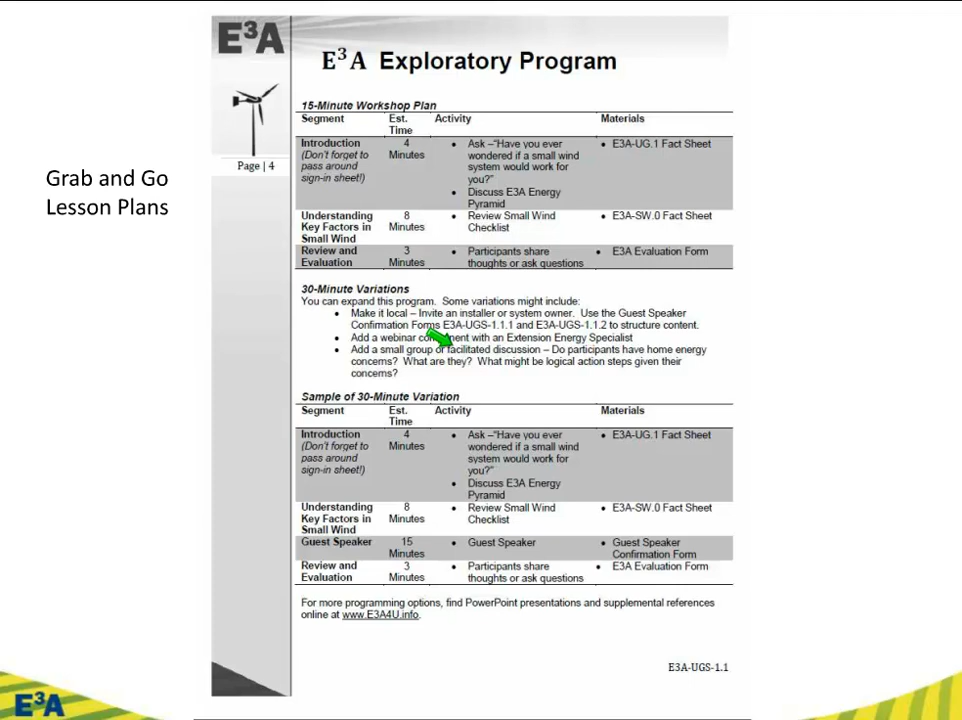 E³A
E³A Exploratory Program
Page | 4
Grab and Go
Lesson Plans
15-Minute Workshop Plan
Segment Est. Time Activity Materials
Introduction (Don't forget to pass around sign-in sheet!) 4 Minutes • Ask –"Have you ever wondered if a small wind system would work for you?" • Discuss E3A Energy Pyramid • E3A-UG.1 Fact Sheet
Understanding Key Factors in Small Wind 8 Minutes • Review Small Wind Checklist • E3A-SW.0 Fact Sheet
Review and Evaluation 3 Minutes • Participants share thoughts or ask questions • E3A Evaluation Form
30-Minute Variations
You can expand this program. Some variations might include:
• Make it local – Invite an installer or system owner. Use the Guest Speaker
Confirmation Forms E3A-UGS-1.1.1 and E3A-UGS-1.1.2 to structure content.
• Add a webinar component with an Extension Energy Specialist
• Add a small group or facilitated discussion – Do participants have home energy
concerns? What are they? What might be logical action steps given their
concerns?
Sample of 30-Minute Variation
Segment Est. Time Activity Materials
Introduction (Don't forget to pass around sign-in sheet!) 4 Minutes • Ask –"Have you ever wondered if a small wind system would work for you?" • Discuss E3A Energy Pyramid • E3A-UG.1 Fact Sheet
Understanding Key Factors in Small Wind 8 Minutes • Review Small Wind Checklist • E3A-SW.0 Fact Sheet
Guest Speaker 15 Minutes • Guest Speaker • Guest Speaker Confirmation Form
Review and Evaluation 3 Minutes • Participants share thoughts or ask questions • E3A Evaluation Form
For more programming options, find PowerPoint presentations and supplemental references
online at www.E3A4U.info.
E3A-UGS-1.1
E³A